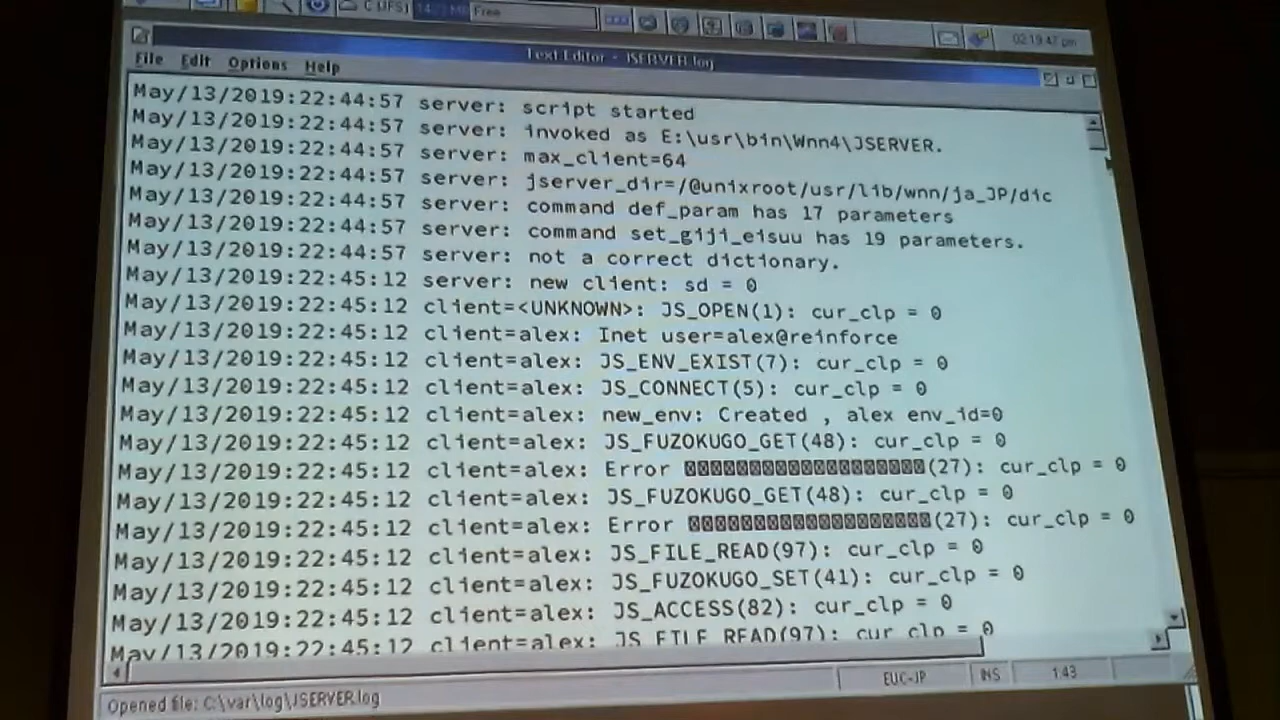 C (JFS)
Free
02:19:47 pm
Text Editor - JSERVER.log
File Edit Options Help
May/13/2019:22:44:57 server: script started
May/13/2019:22:44:57 server: invoked as E:\usr\bin\Wnn4\JSERVER.
May/13/2019:22:44:57 server: max_client=64
May/13/2019:22:44:57 server: jserver_dir=/@unixroot/usr/lib/wnn/ja_JP/dic
May/13/2019:22:44:57 server: command def_param has 17 parameters
May/13/2019:22:44:57 server: command set_giji_eisuu has 19 parameters.
May/13/2019:22:44:57 server: not a correct dictionary.
May/13/2019:22:45:12 server: new client: sd = 0
May/13/2019:22:45:12 client=<UNKNOWN>: JS_OPEN(1): cur_clp = 0
May/13/2019:22:45:12 client=alex: Inet user=alex@reinforce
May/13/2019:22:45:12 client=alex: JS_ENV_EXIST(7): cur_clp = 0
May/13/2019:22:45:12 client=alex: JS_CONNECT(5): cur_clp = 0
May/13/2019:22:45:12 client=alex: new_env: Created , alex env_id=0
May/13/2019:22:45:12 client=alex: JS_FUZOKUGO_GET(48): cur_clp = 0
May/13/2019:22:45:12 client=alex: Error (27): cur_clp = 0
May/13/2019:22:45:12 client=alex: JS_FUZOKUGO_GET(48): cur_clp = 0
May/13/2019:22:45:12 client=alex: Error (27): cur_clp = 0
May/13/2019:22:45:12 client=alex: JS_FILE_READ(97): cur_clp = 0
May/13/2019:22:45:12 client=alex: JS_FUZOKUGO_SET(41): cur_clp = 0
May/13/2019:22:45:12 client=alex: JS_ACCESS(82): cur_clp = 0
May/13/2019:22:45:12 client=alex: JS_FILE_READ(97): cur_clp = 0
EUC-JP INS 1:43
Opened file: C:\var\log\JSERVER.log